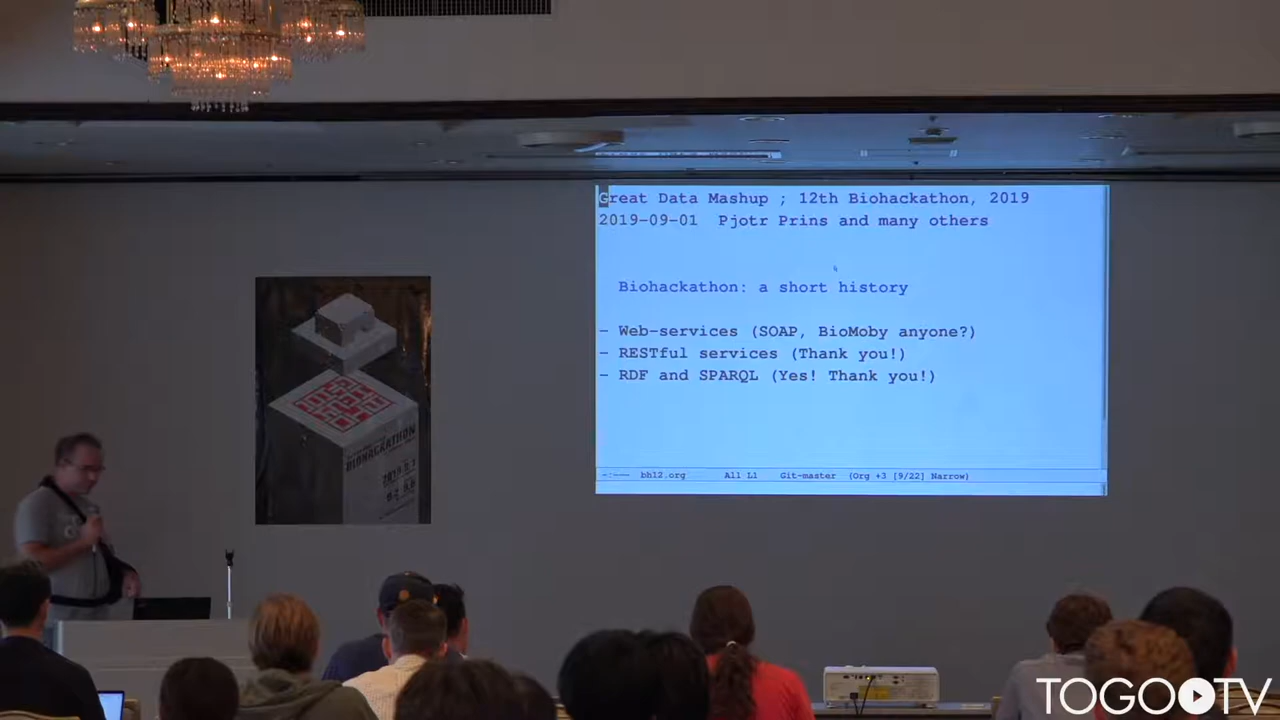 Great Data Mashup ; 12th Biohackathon, 2019
2019-09-01  Pjotr Prins and many others
Biohackathon: a short history
- Web-services (SOAP, BioMoby anyone?)
- RESTful services (Thank you!)
- RDF and SPARQL (Yes! Thank you!)
-:--- bh12.org All L1 Git-master (Org +3 [9/22] Narrow)
BIOHACKATHON
TOGOTV